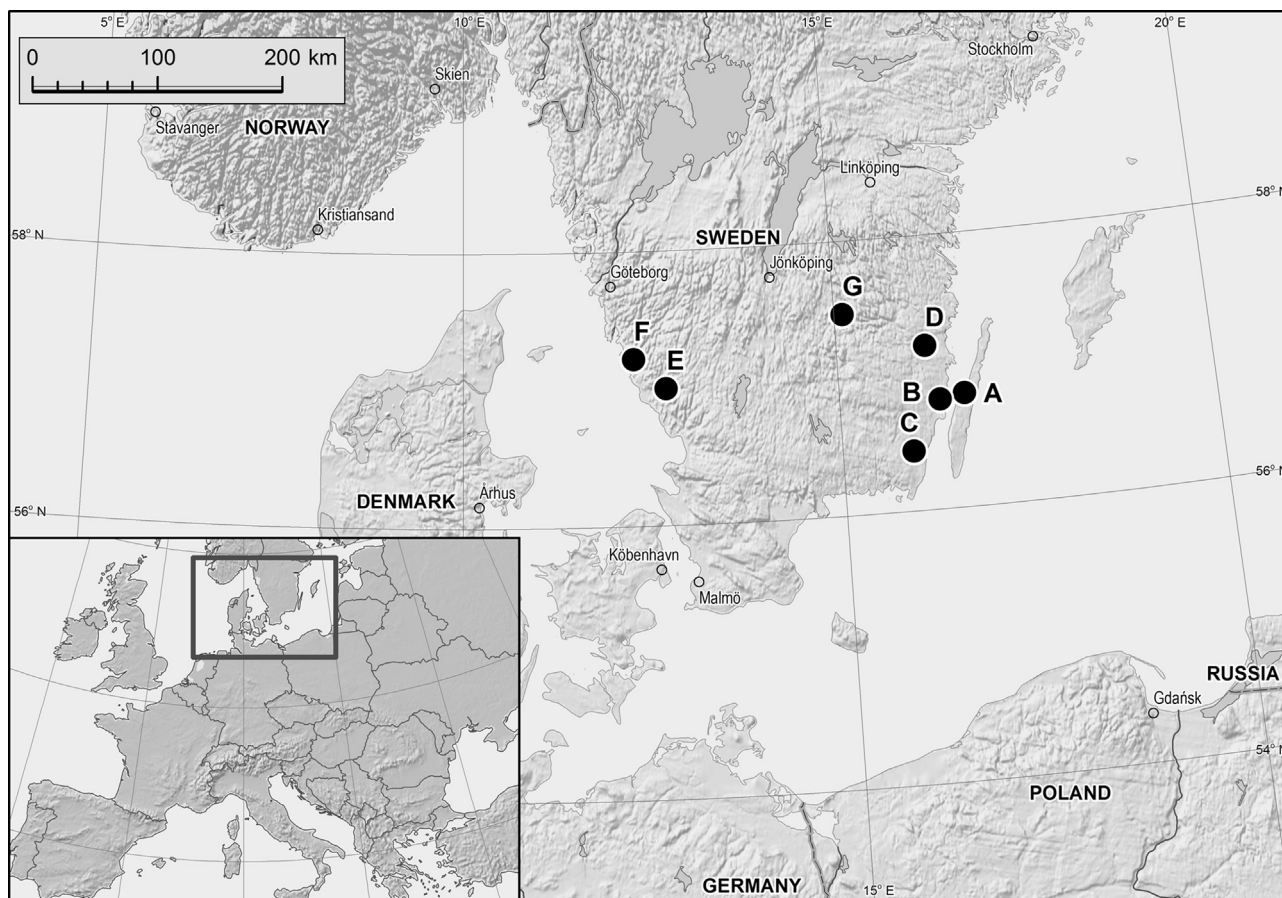 5° E
10° E
15° E
20° E
0 100 200 km
Stockholm
Skien
Stavanger
NORWAY
Linköping
Kristiansand
58° N
58° N
SWEDEN
Göteborg
Jönköping
G
D
F
E
B
A
C
DENMARK
Århus
56° N
56° N
Köbenhavn
Malmö
RUSSIA
Gdańsk
54° N
POLAND
GERMANY
15° E